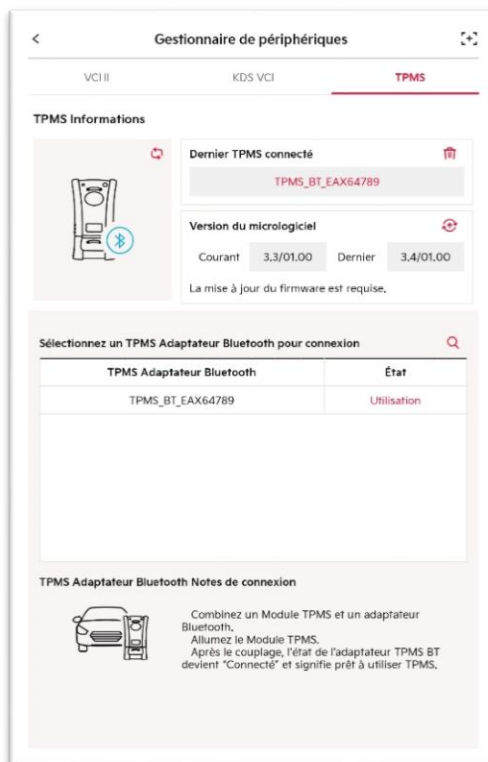 Gestionnaire de périphériques
VCI II
KDS VCI
TPMS
TPMS Informations
Dernier TPMS connecté
TPMS_BT_EAX64789
Version du micrologiciel
Courant 3.3/01.00 Dernier 3.4/01.00
La mise à jour du firmware est requise.
Sélectionnez un TPMS Adaptateur Bluetooth pour connexion
TPMS Adaptateur Bluetooth État
TPMS_BT_EAX64789 Utilisation
TPMS Adaptateur Bluetooth Notes de connexion
Combinez un Module TPMS et un adaptateur
Bluetooth.
Allumez le Module TPMS.
Après le couplage, l'état de l'adaptateur TPMS BT
devient "Connecté" et signifie prêt à utiliser TPMS.